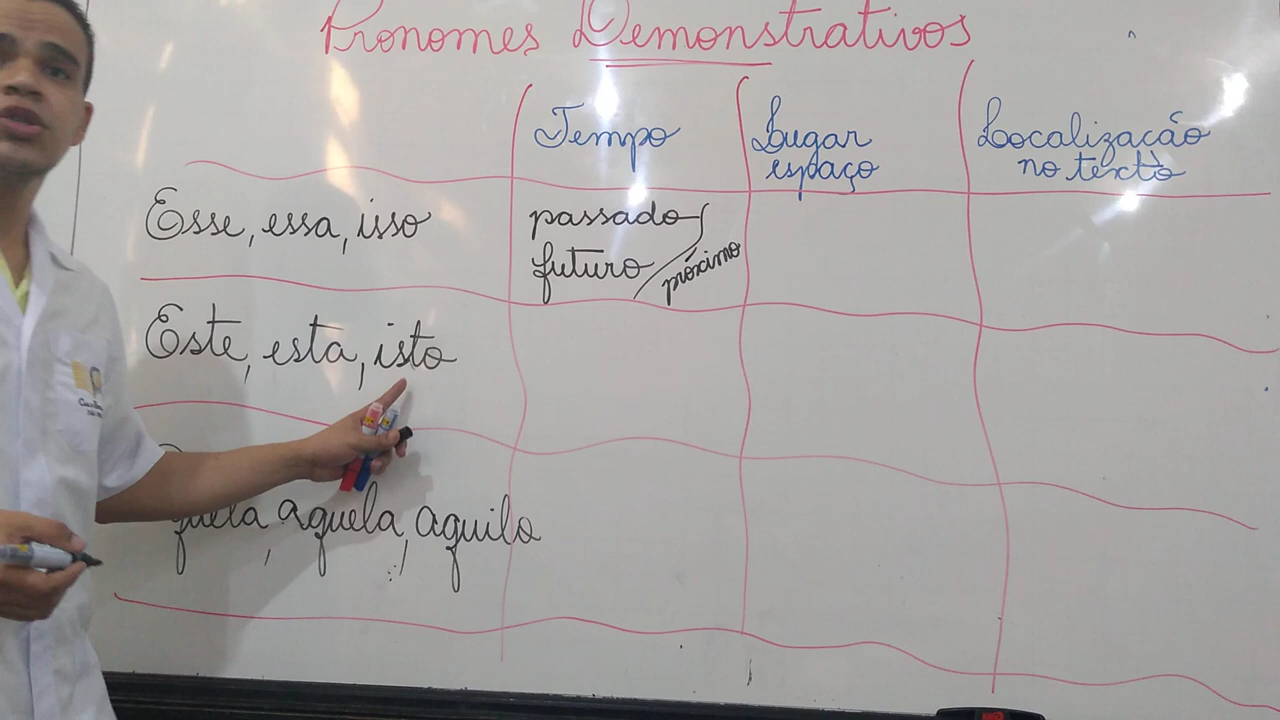 Pronomes Demonstrativos
Tempo
Lugar
espaço
Localização
no texto
Esse, essa, isso
passado
futuro
próximo
Este, esta, isto
aquela, aquilo